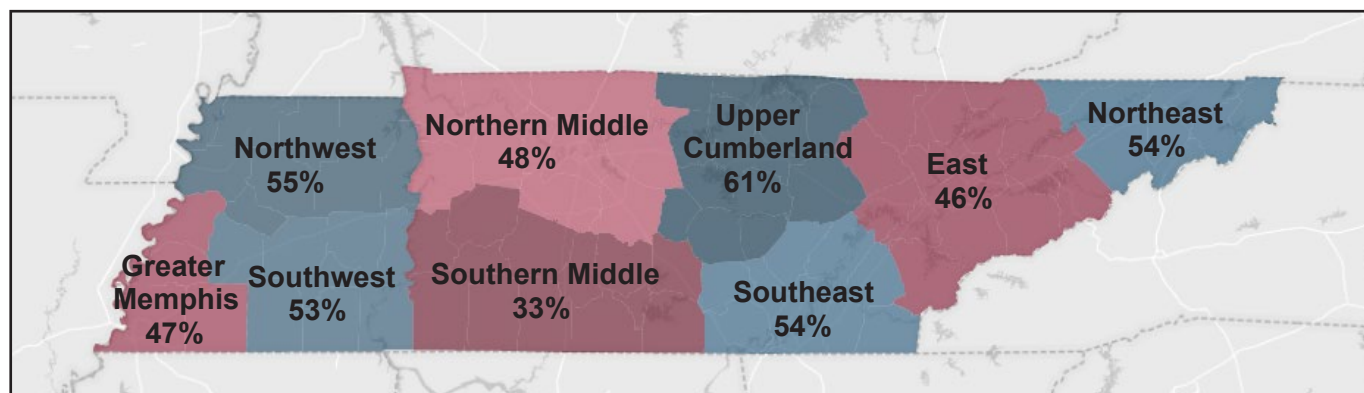 Northwest
55%
Northern Middle
48%
Upper
Cumberland
61%
East
46%
Northeast
54%
Greater
Memphis
47%
Southwest
53%
Southern Middle
33%
Southeast
54%